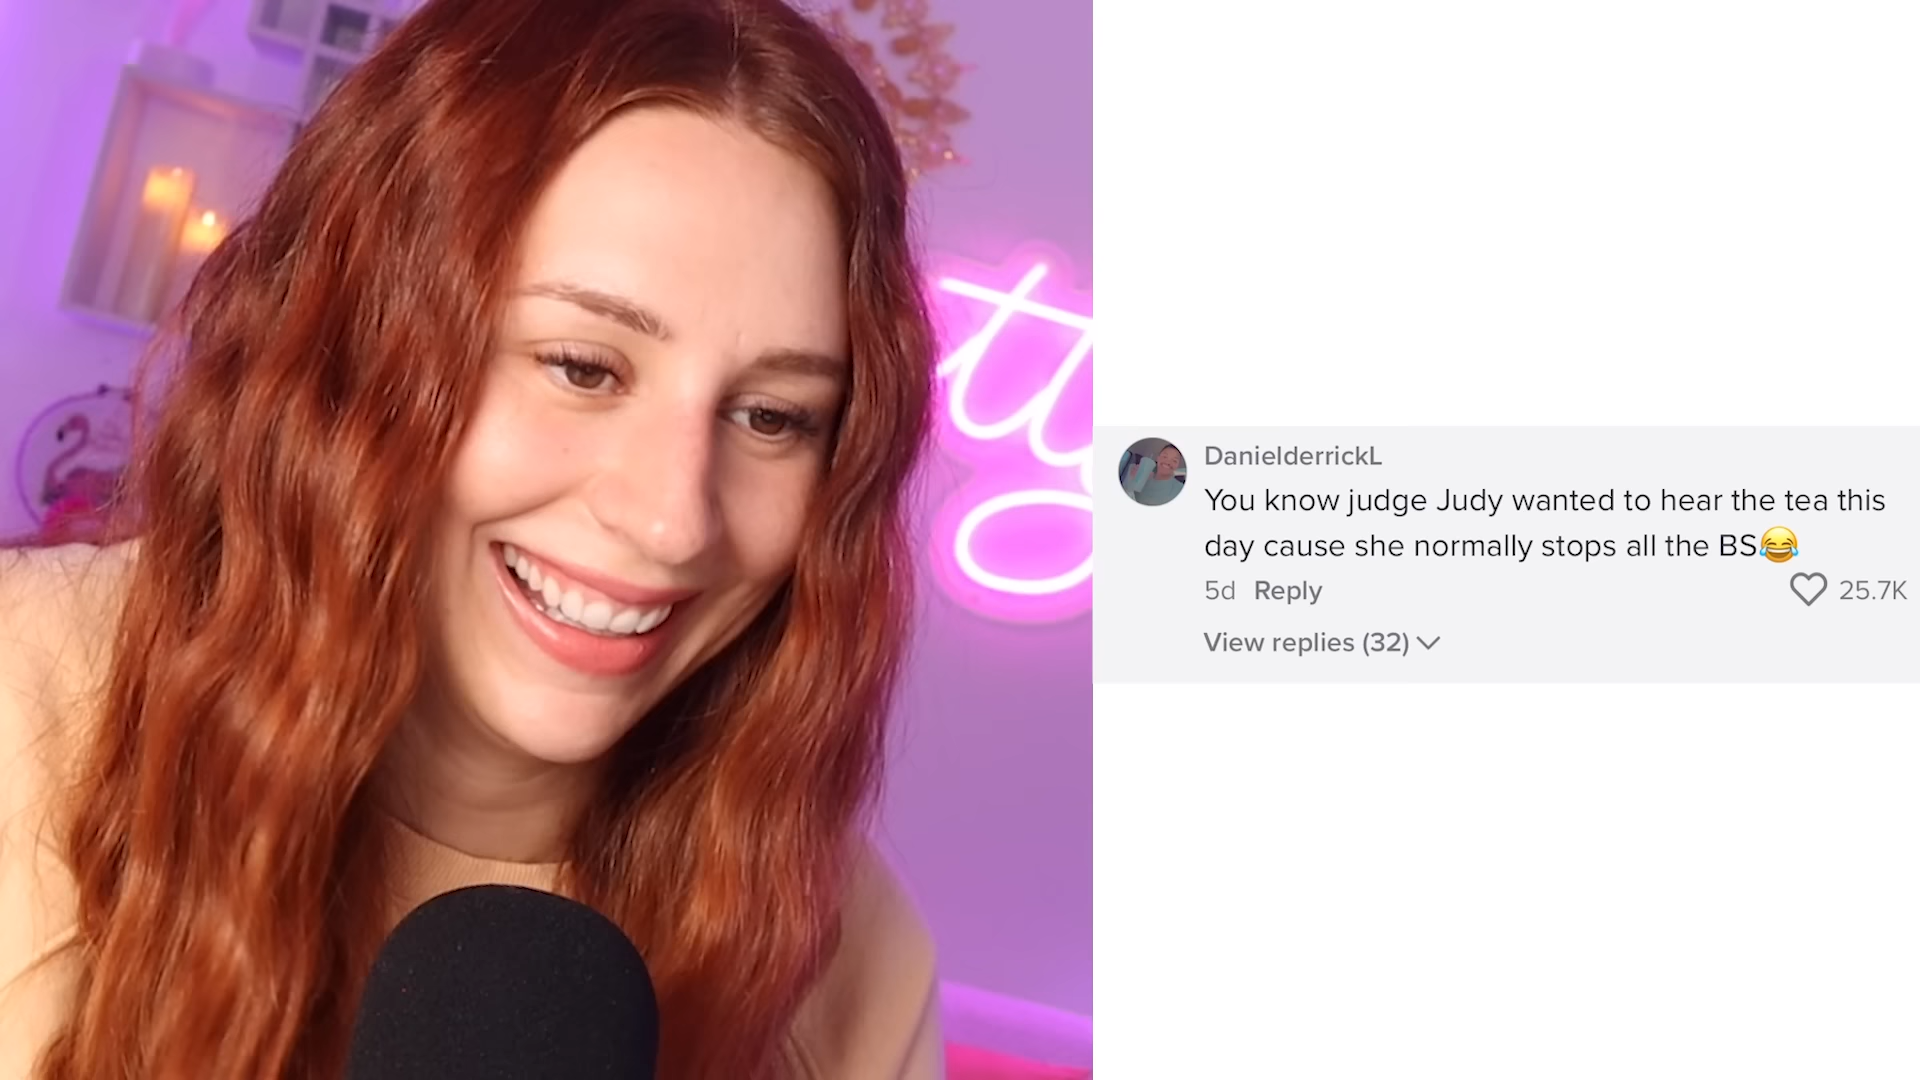 tty
DanielderrickL
You know judge Judy wanted to hear the tea this
day cause she normally stops all the BS😂
5d Reply 25.7K
View replies (32)